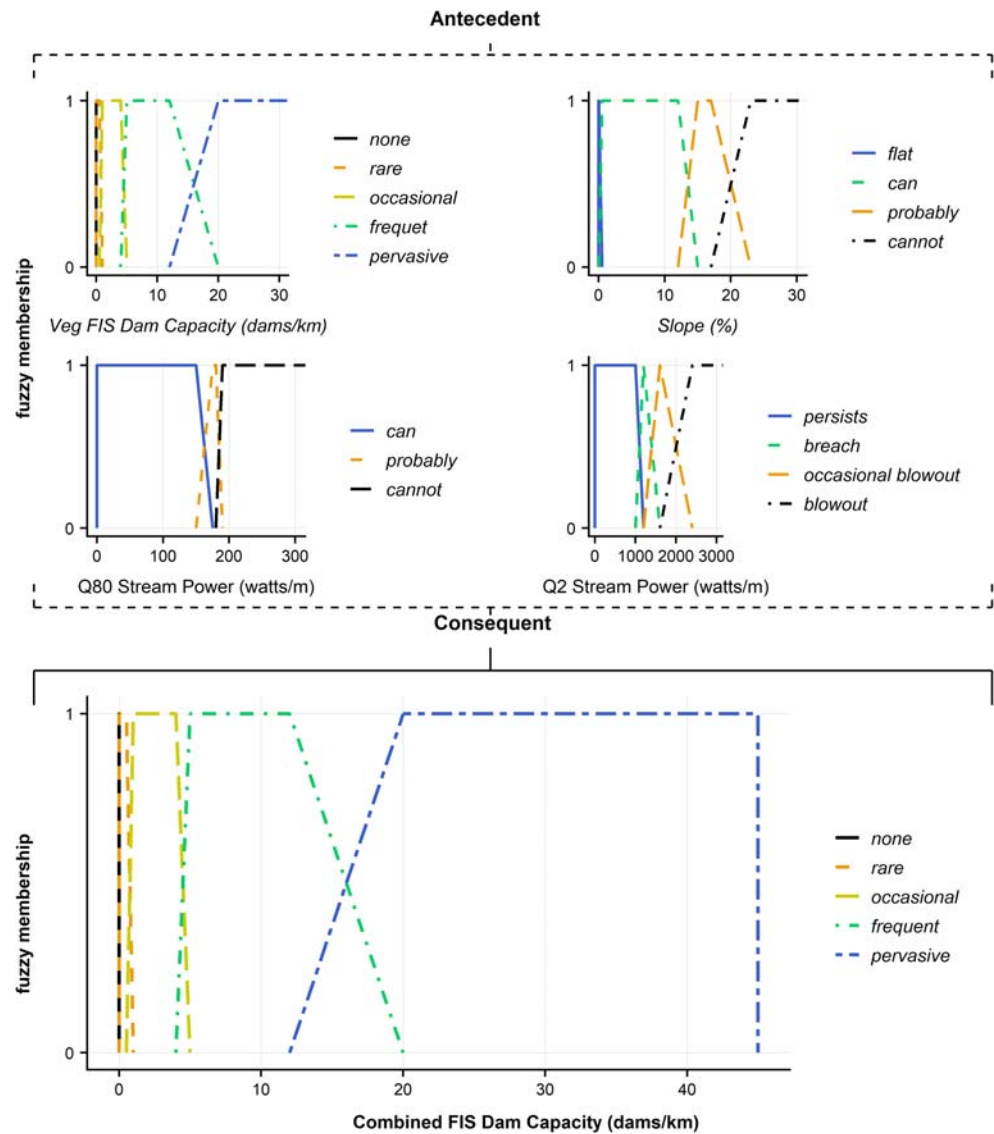 Antecedent
fuzzy membership
1
0
0 10 20 30
Veg FIS Dam Capacity (dams/km)
none
rare
occasional
frequet
pervasive
1
0
0 10 20 30
Slope (%)
flat
can
probably
cannot
1
0
0 100 200 300
Q80 Stream Power (watts/m)
can
probably
cannot
1
0
0 1000 2000 3000
Q2 Stream Power (watts/m)
persists
breach
occasional blowout
blowout
Consequent
fuzzy membership
1
0
0 10 20 30 40
Combined FIS Dam Capacity (dams/km)
none
rare
occasional
frequent
pervasive